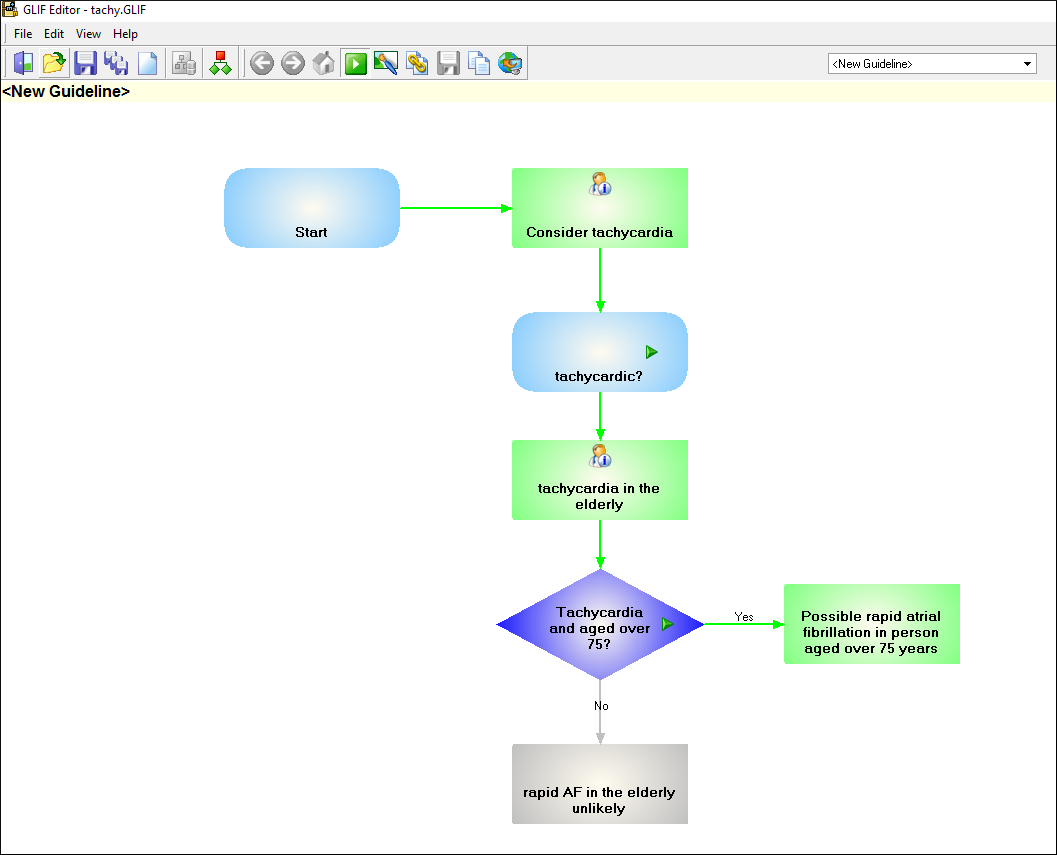 GLIF Editor - tachy.GLIF
File Edit View Help
<New Guideline>
<New Guideline>
Start
Consider tachycardia
tachycardic?
tachycardia in the
elderly
Tachycardia
and aged over
75?
Yes
Possible rapid atrial
fibrillation in person
aged over 75 years
No
rapid AF in the elderly
unlikely